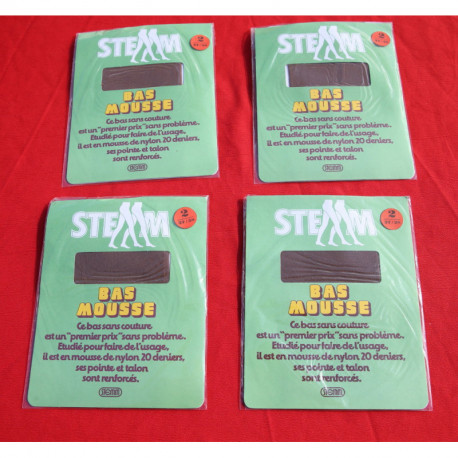 STEMM
2
BAS
MOUSSE
Ce bas sans couture
est un "premier prix" sans problème.
Etudié pour faire de l'usage,
il est en mousse de nylon 20 deniers,
ses pointe et talon
sont renforcés.
STEMM
2
BAS
MOUSSE
Ce bas sans couture
est un "premier prix" sans problème.
Etudié pour faire de l'usage,
il est en mousse de nylon 20 deniers,
ses pointe et talon
sont renforcés.
STEMM
2
BAS
MOUSSE
Ce bas sans couture
est un "premier prix" sans problème.
Etudié pour faire de l'usage,
il est en mousse de nylon 20 deniers,
ses pointe et talon
sont renforcés.
STEMM
2
BAS
MOUSSE
Ce bas sans couture
est un "premier prix" sans problème.
Etudié pour faire de l'usage,
il est en mousse de nylon 20 deniers,
ses pointe et talon
sont renforcés.